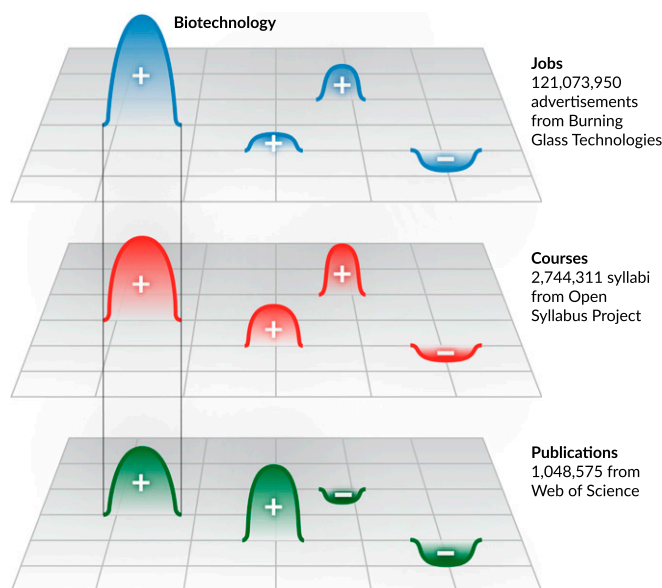 Biotechnology
Jobs
121,073,950
advertisements
from Burning
Glass Technologies
+
+
+
−
Courses
2,744,311 syllabi
from Open
Syllabus Project
+
+
+
−
Publications
1,048,575 from
Web of Science
+
+
−
−